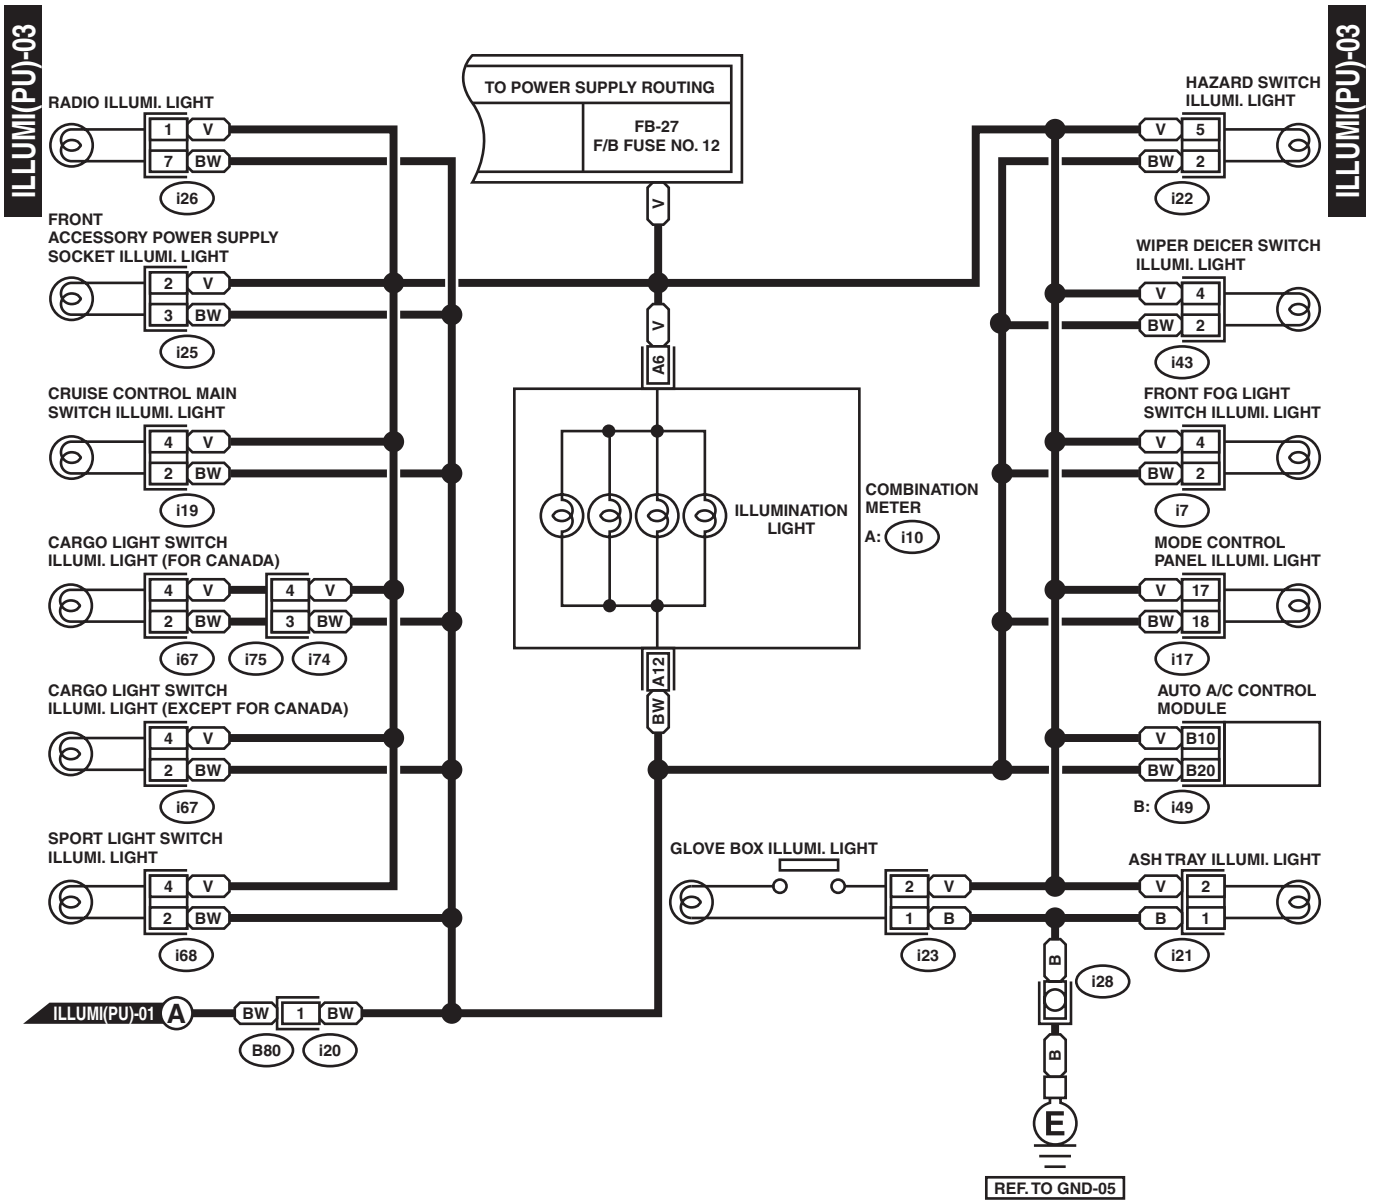 ILLUMI(PU)-03
ILLUMI(PU)-03
TO POWER SUPPLY ROUTING
FB-27
F/B FUSE NO. 12
V
V
A6
RADIO ILLUMI. LIGHT
1 V
7 BW
i26
FRONT
ACCESSORY POWER SUPPLY
SOCKET ILLUMI. LIGHT
2 V
3 BW
i25
CRUISE CONTROL MAIN
SWITCH ILLUMI. LIGHT
4 V
2 BW
i19
CARGO LIGHT SWITCH
ILLUMI. LIGHT (FOR CANADA)
4 V 4 V
2 BW 3 BW
i67 i75 i74
CARGO LIGHT SWITCH
ILLUMI. LIGHT (EXCEPT FOR CANADA)
4 V
2 BW
i67
SPORT LIGHT SWITCH
ILLUMI. LIGHT
4 V
2 BW
i68
ILLUMI(PU)-01 A BW 1 BW
B80 i20
ILLUMINATION
LIGHT
COMBINATION
METER
A: i10
A12
BW
HAZARD SWITCH
ILLUMI. LIGHT
V 5
BW 2
i22
WIPER DEICER SWITCH
ILLUMI. LIGHT
V 4
BW 2
i43
FRONT FOG LIGHT
SWITCH ILLUMI. LIGHT
V 4
BW 2
i7
MODE CONTROL
PANEL ILLUMI. LIGHT
V 17
BW 18
i17
AUTO A/C CONTROL
MODULE
V B10
BW B20
B: i49
GLOVE BOX ILLUMI. LIGHT
2 V
1 B
i23
ASH TRAY ILLUMI. LIGHT
V 2
B 1
i21
B
i28
B
E
REF. TO GND-05